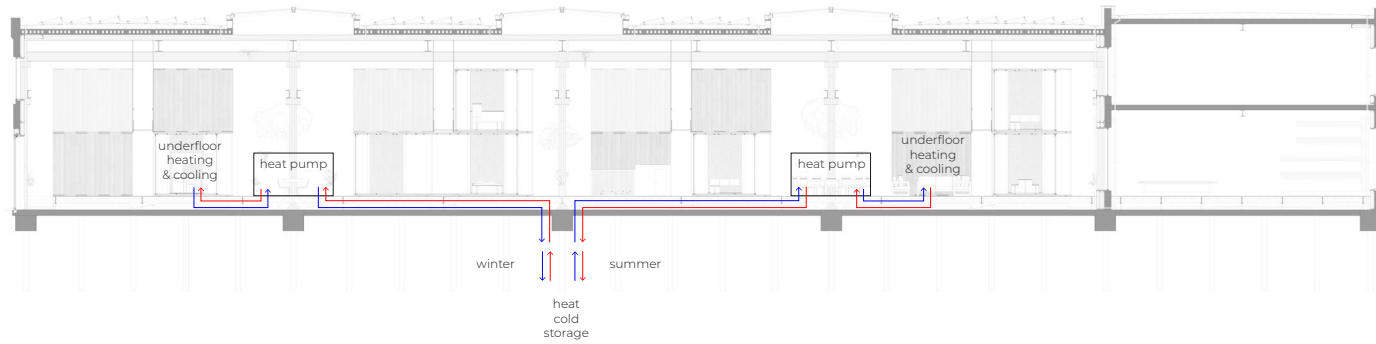 underfloor
heating
& cooling
heat pump
heat pump
underfloor
heating
& cooling
winter
summer
heat
cold
storage